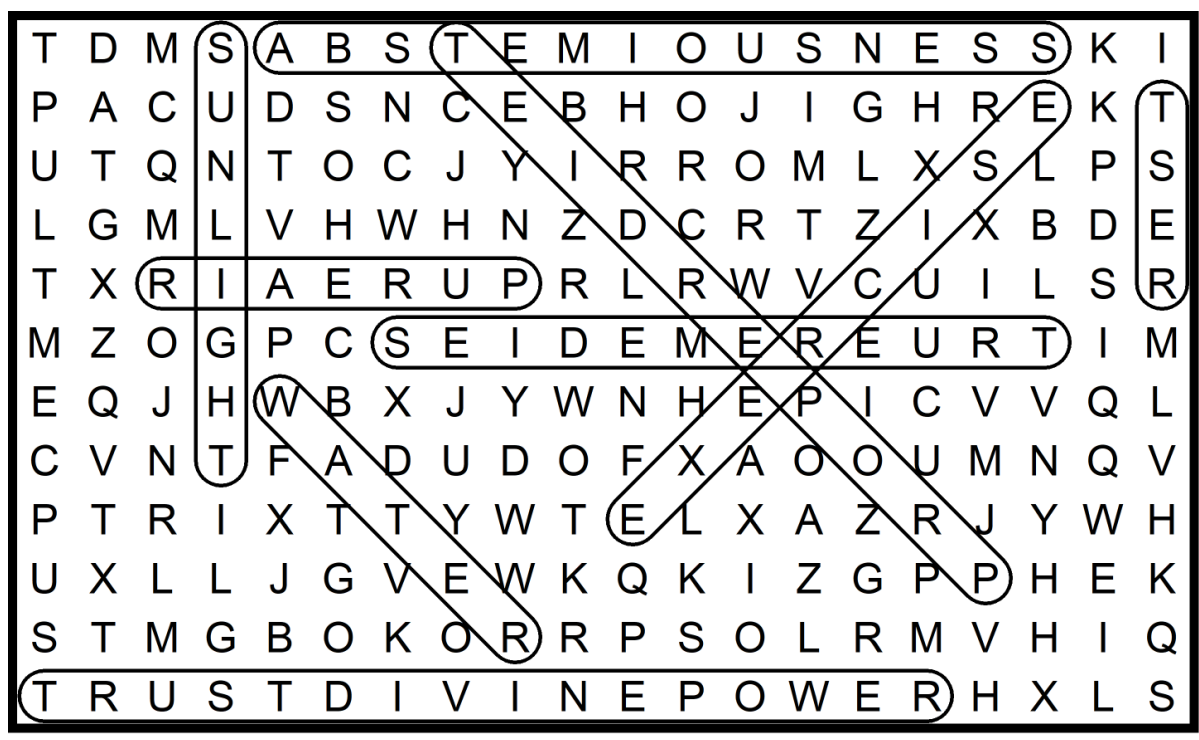 T D M S A B S T E M I O U S N E S S K I
P A C U D S N C E B H O J I G H R E K T
U T Q N T O C J Y I R R O M L X S L P S
L G M L V H W H N Z D C R T Z I X B D E
T X R I A E R U P R L R W V C U I L S R
M Z O G P C S E I D E M E R E U R T I M
E Q J H W B X J Y W N H E P I C V V Q L
C V N T F A D U D O F X A O O U M N Q V
P T R I X T T Y W T E L X A Z R J Y W H
U X L L J G V E W K Q K I Z G P P H E K
S T M G B O K O R R P S O L R M V H I Q
T R U S T D I V I N E P O W E R H X L S